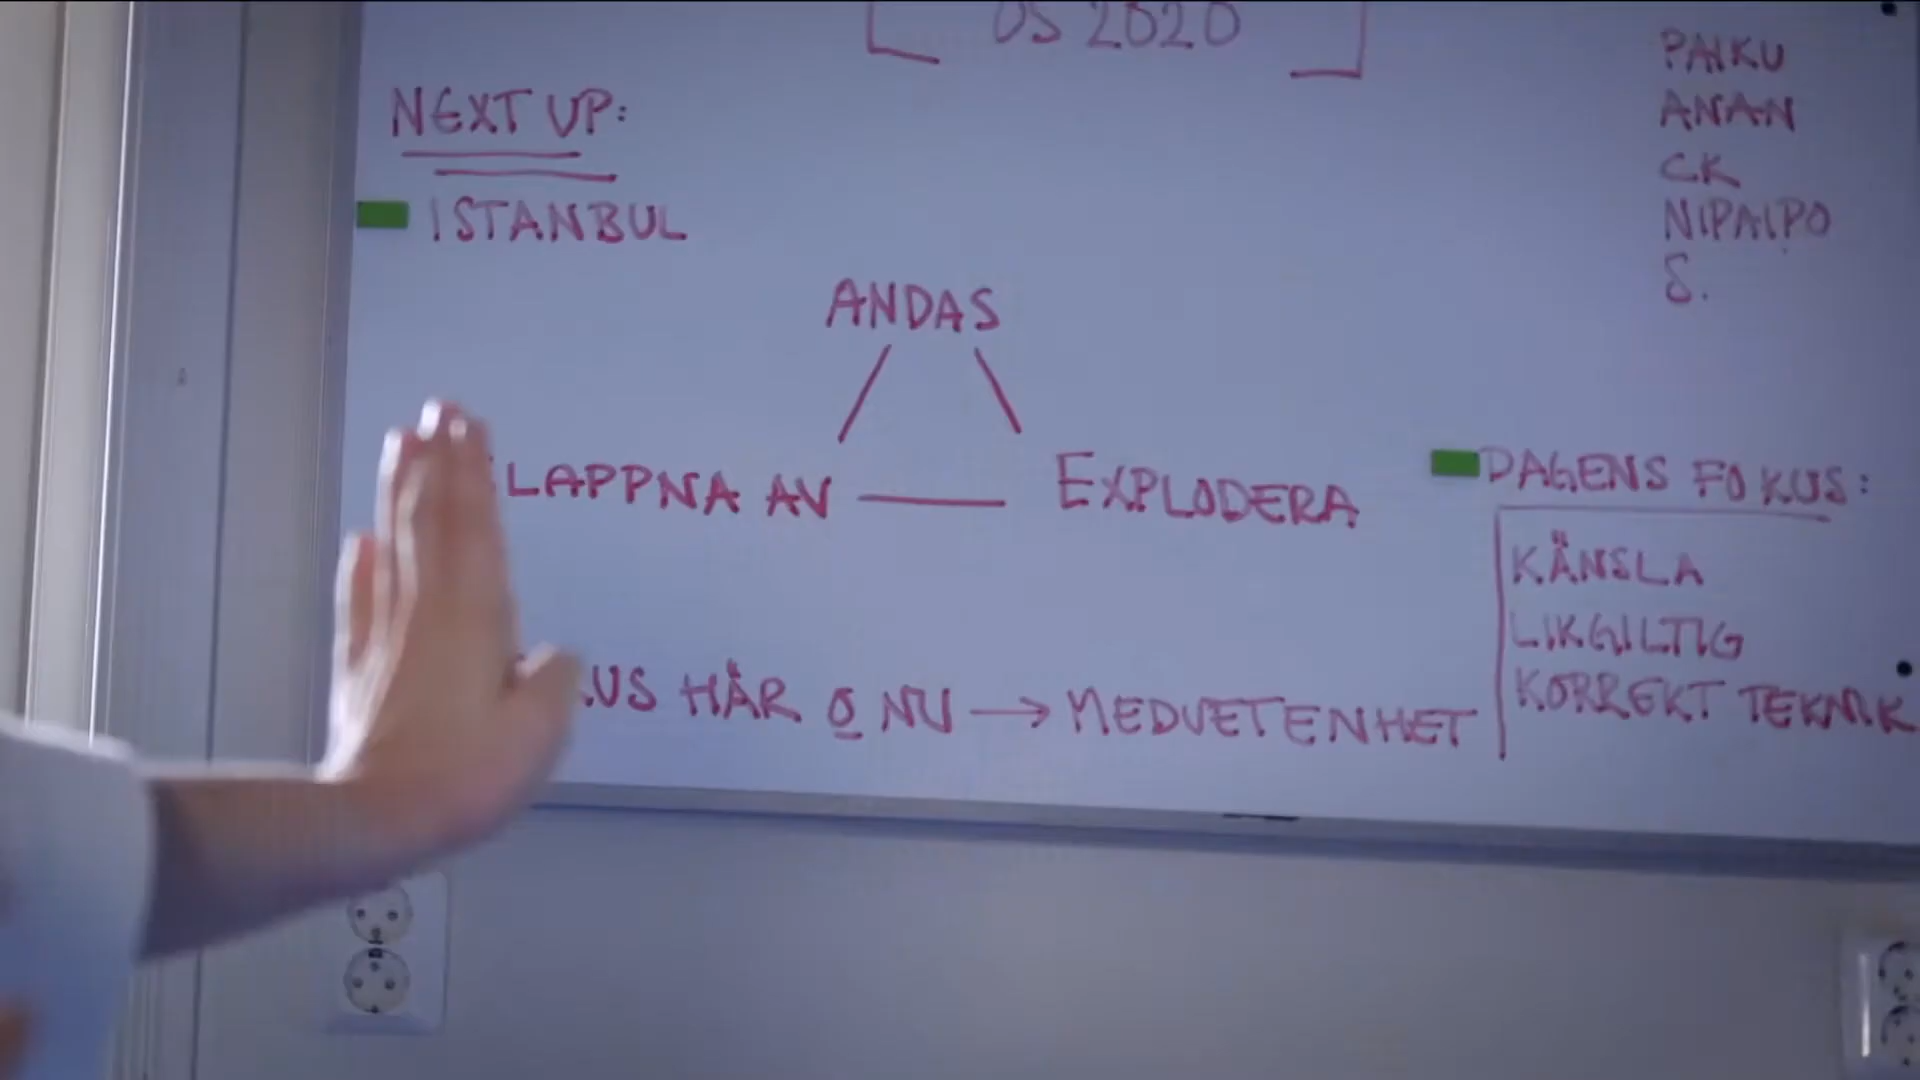 OS 2020
NEXT UP:
ISTANBUL
PAIKU
ANAN
CK
NIPAIPO
S.
ANDAS
SLAPPNA AV — EXPLODERA
HÄR O NU → MEDVETENHET
DAGENS FOKUS:
KÄNSLA
LIKGILTIG
KORREKT TEKNIK